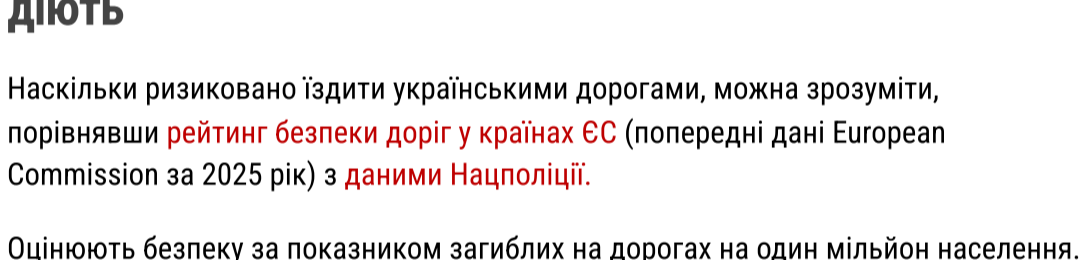 діють
Наскільки ризиковано їздити українськими дорогами, можна зрозуміти,
порівнявши рейтинг безпеки доріг у країнах ЄС (попередні дані European
Commission за 2025 рік) з даними Нацполіції.
Оцінюють безпеку за показником загиблих на дорогах на один мільйон населення.